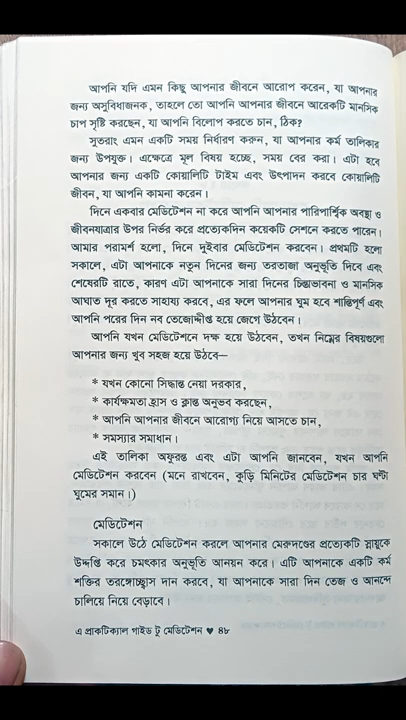 আপনি যদি এমন কিছু আপনার জীবনে আরোপ করেন, যা আপনার
জন্য অসুবিধাজনক, তাহলে তো আপনি আপনার জীবনে আরেকটি মানসিক
চাপ সৃষ্টি করছেন, যা আপনি বিলোপ করতে চান, ঠিক?
সুতরাং এমন একটি সময় নির্ধারণ করুন, যা আপনার কর্ম তালিকার
জন্য উপযুক্ত। এক্ষেত্রে মূল বিষয় হচ্ছে, সময় বের করা। এটা হবে
আপনার জন্য একটি কোয়ালিটি টাইম এবং উৎপাদন করবে কোয়ালিটি
জীবন, যা আপনি কামনা করেন।
দিনে একবার মেডিটেশন না করে আপনি আপনার পারিপার্শ্বিক অবস্থা ও
জীবনযাত্রার উপর নির্ভর করে প্রত্যেকদিন কয়েকটি সেশনে করতে পারেন।
আমার পরামর্শ হলো, দিনে দুইবার মেডিটেশন করবেন। প্রথমটি হলো
সকালে, এটা আপনাকে নতুন দিনের জন্য তরতাজা অনুভূতি দিবে এবং
শেষেরটি রাতে, কারণ এটা আপনাকে সারা দিনের চিন্তাভাবনা ও মানসিক
আঘাত দূর করতে সাহায্য করবে, এর ফলে আপনার ঘুম হবে শান্তিপূর্ণ এবং
আপনি পরের দিন নব তেজোদ্দীপ্ত হয়ে জেগে উঠবেন।
আপনি যখন মেডিটেশনে দক্ষ হয়ে উঠবেন, তখন নিম্নের বিষয়গুলো
আপনার জন্য খুব সহজ হয়ে উঠবে—
* যখন কোনো সিদ্ধান্ত নেয়া দরকার,
* কার্যক্ষমতা হ্রাস ও ক্লান্ত অনুভব করছেন,
* আপনি আপনার জীবনে আরোগ্য নিয়ে আসতে চান,
* সমস্যার সমাধান।
এই তালিকা অফুরন্ত এবং এটা আপনি জানবেন, যখন আপনি
মেডিটেশন করবেন (মনে রাখবেন, কুড়ি মিনিটের মেডিটেশন চার ঘণ্টা
ঘুমের সমান।)
মেডিটেশন
সকালে উঠে মেডিটেশন করলে আপনার মেরুদণ্ডের প্রত্যেকটি স্নায়ুকে
উদ্দপ্তি করে চমৎকার অনুভূতি আনয়ন করে। এটি আপনাকে একটি কর্ম
শক্তির তরঙ্গোচ্ছ্বাস দান করবে, যা আপনাকে সারা দিন তেজ ও আনন্দে
চালিয়ে নিয়ে বেড়াবে।
এ প্রাকটিক্যাল গাইড টু মেডিটেশন ♥ ৪৮